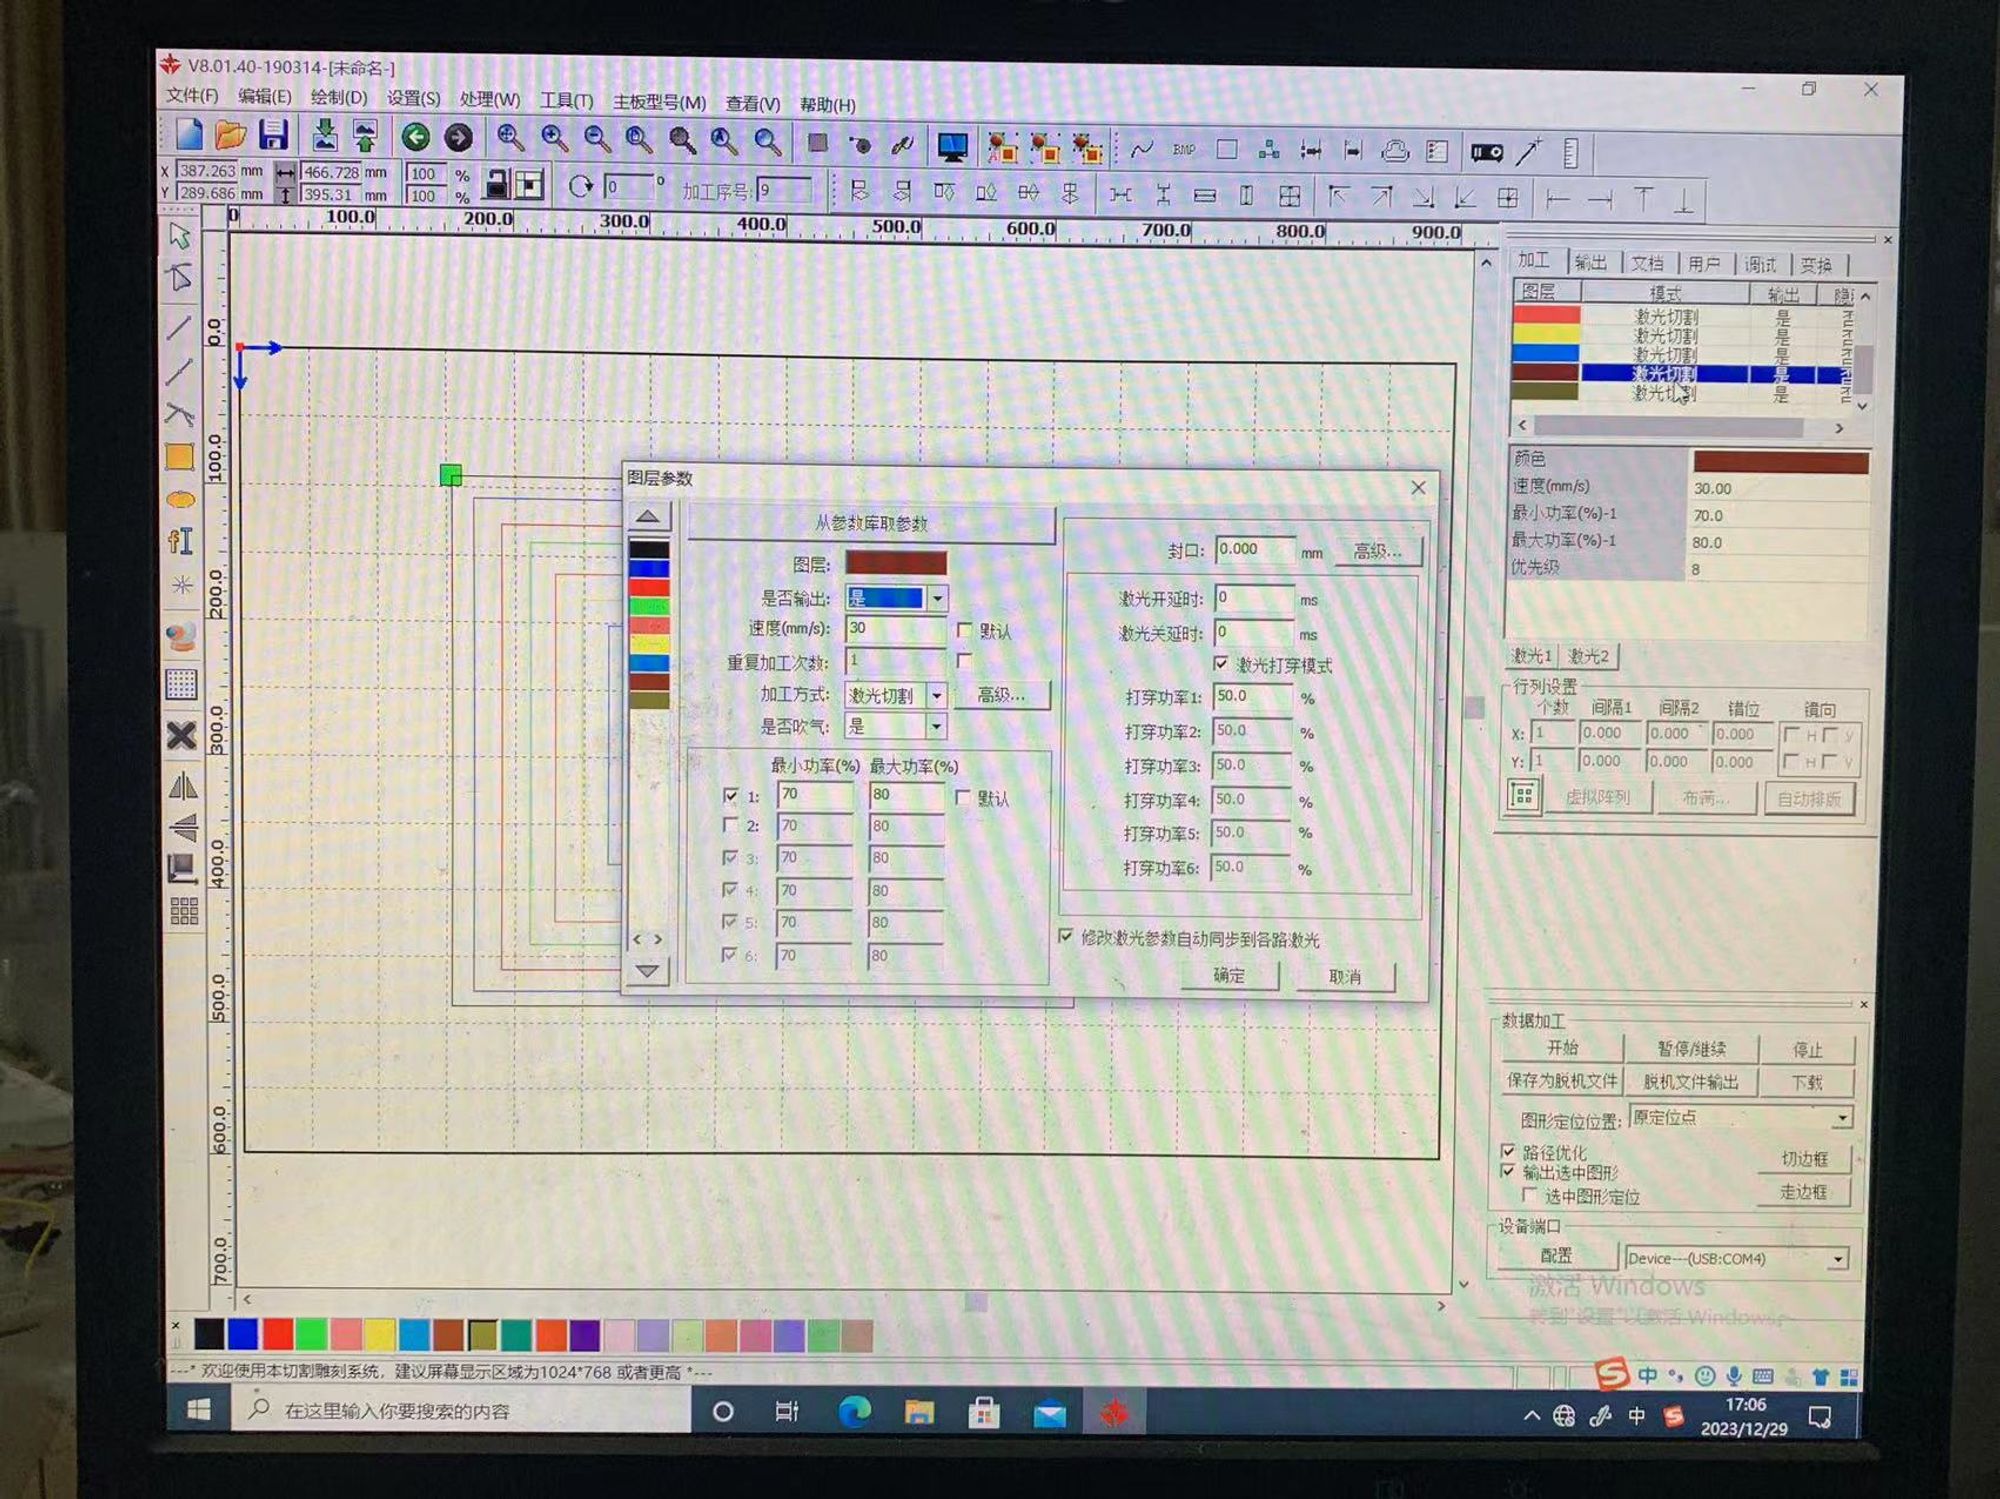 V8.01.40-190314-[未命名-]
文件(F) 编辑(E) 绘制(D) 设置(S) 处理(W) 工具(T) 主板型号(M) 查看(V) 帮助(H)
BMP
X 387.263 mm 466.728 mm 100 %
Y 289.686 mm 395.31 mm 100 %
0 ° 加工序号: 9
0 100.0 200.0 300.0 400.0 500.0 600.0 700.0 800.0 900.0
0.0
100.0
200.0
300.0
400.0
500.0
600.0
700.0
图层参数
从参数库取参数
图层:
是否输出: 是
速度(mm/s): 30 默认
重复加工次数: 1
加工方式: 激光切割 高级...
是否吹气: 是
最小功率(%) 最大功率(%)
1: 70 80 默认
2: 70 80
3: 70 80
4: 70 80
5: 70 80
6: 70 80
封口: 0.000 mm 高级...
激光开延时: 0 ms
激光关延时: 0 ms
激光打穿模式
打穿功率1: 50.0 %
打穿功率2: 50.0 %
打穿功率3: 50.0 %
打穿功率4: 50.0 %
打穿功率5: 50.0 %
打穿功率6: 50.0 %
修改激光参数自动同步到各路激光
确定 取消
加工 输出 文档 用户 调试 变换
图层 模式 输出
激光切割 是
激光切割 是
激光切割 是
激光切割 是
激光切割 是
颜色
速度(mm/s) 30.00
最小功率(%)-1 70.0
最大功率(%)-1 80.0
优先级 8
激光1 激光2
行列设置
个数 间隔1 间隔2 错位 镜向
X: 1 0.000 0.000 0.000 H V
Y: 1 0.000 0.000 0.000 H V
虚拟阵列 布满... 自动排版
数据加工
开始 暂停/继续 停止
保存为脱机文件 脱机文件输出 下载
图形定位位置: 原定位点
路径优化 切边框
输出选中图形
选中图形定位 走边框
设备端口
配置 Device---(USB:COM4)
激活 Windows
转到"设置"以激活 Windows。
---* 欢迎使用本切割雕刻系统，建议屏幕显示区域为1024*768 或者更高 *---
中
在这里输入你要搜索的内容
中 17:06
2023/12/29